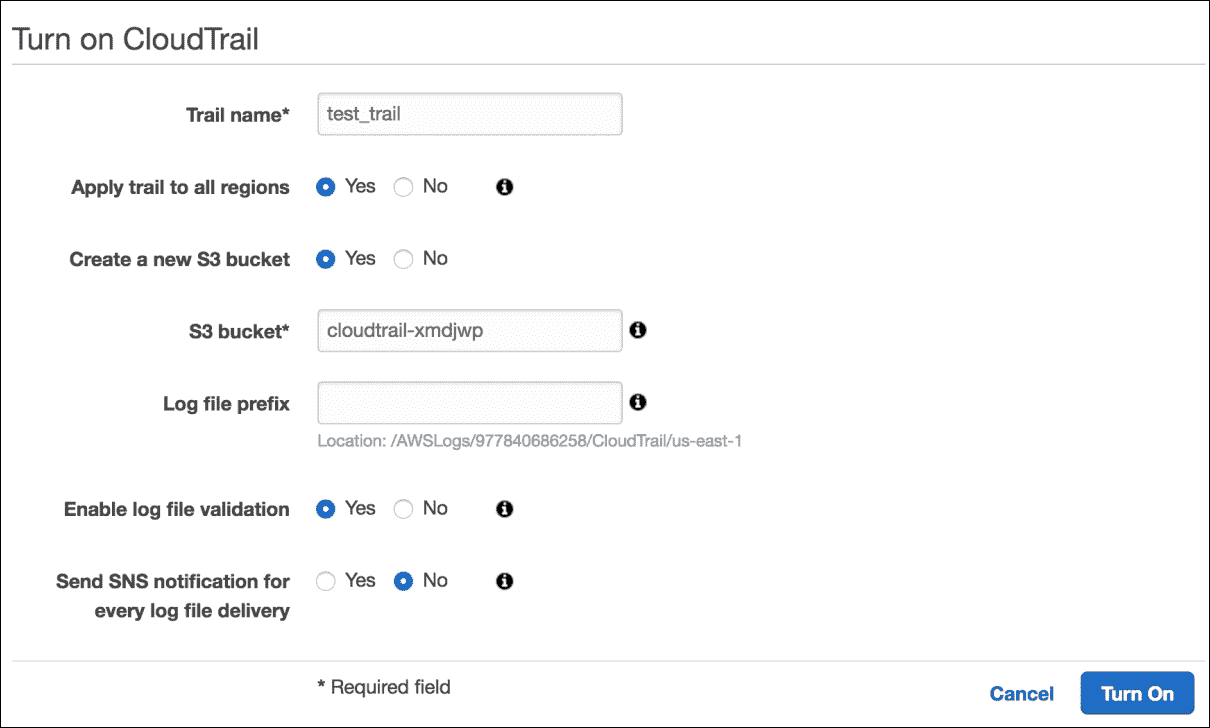 Turn on CloudTrail
Trail name* test_trail
Apply trail to all regions Yes No
Create a new S3 bucket Yes No
S3 bucket* cloudtrail-xmdjwp
Log file prefix
Location: /AWSLogs/977840686258/CloudTrail/us-east-1
Enable log file validation Yes No
Send SNS notification for Yes No
every log file delivery
* Required field
Cancel Turn On